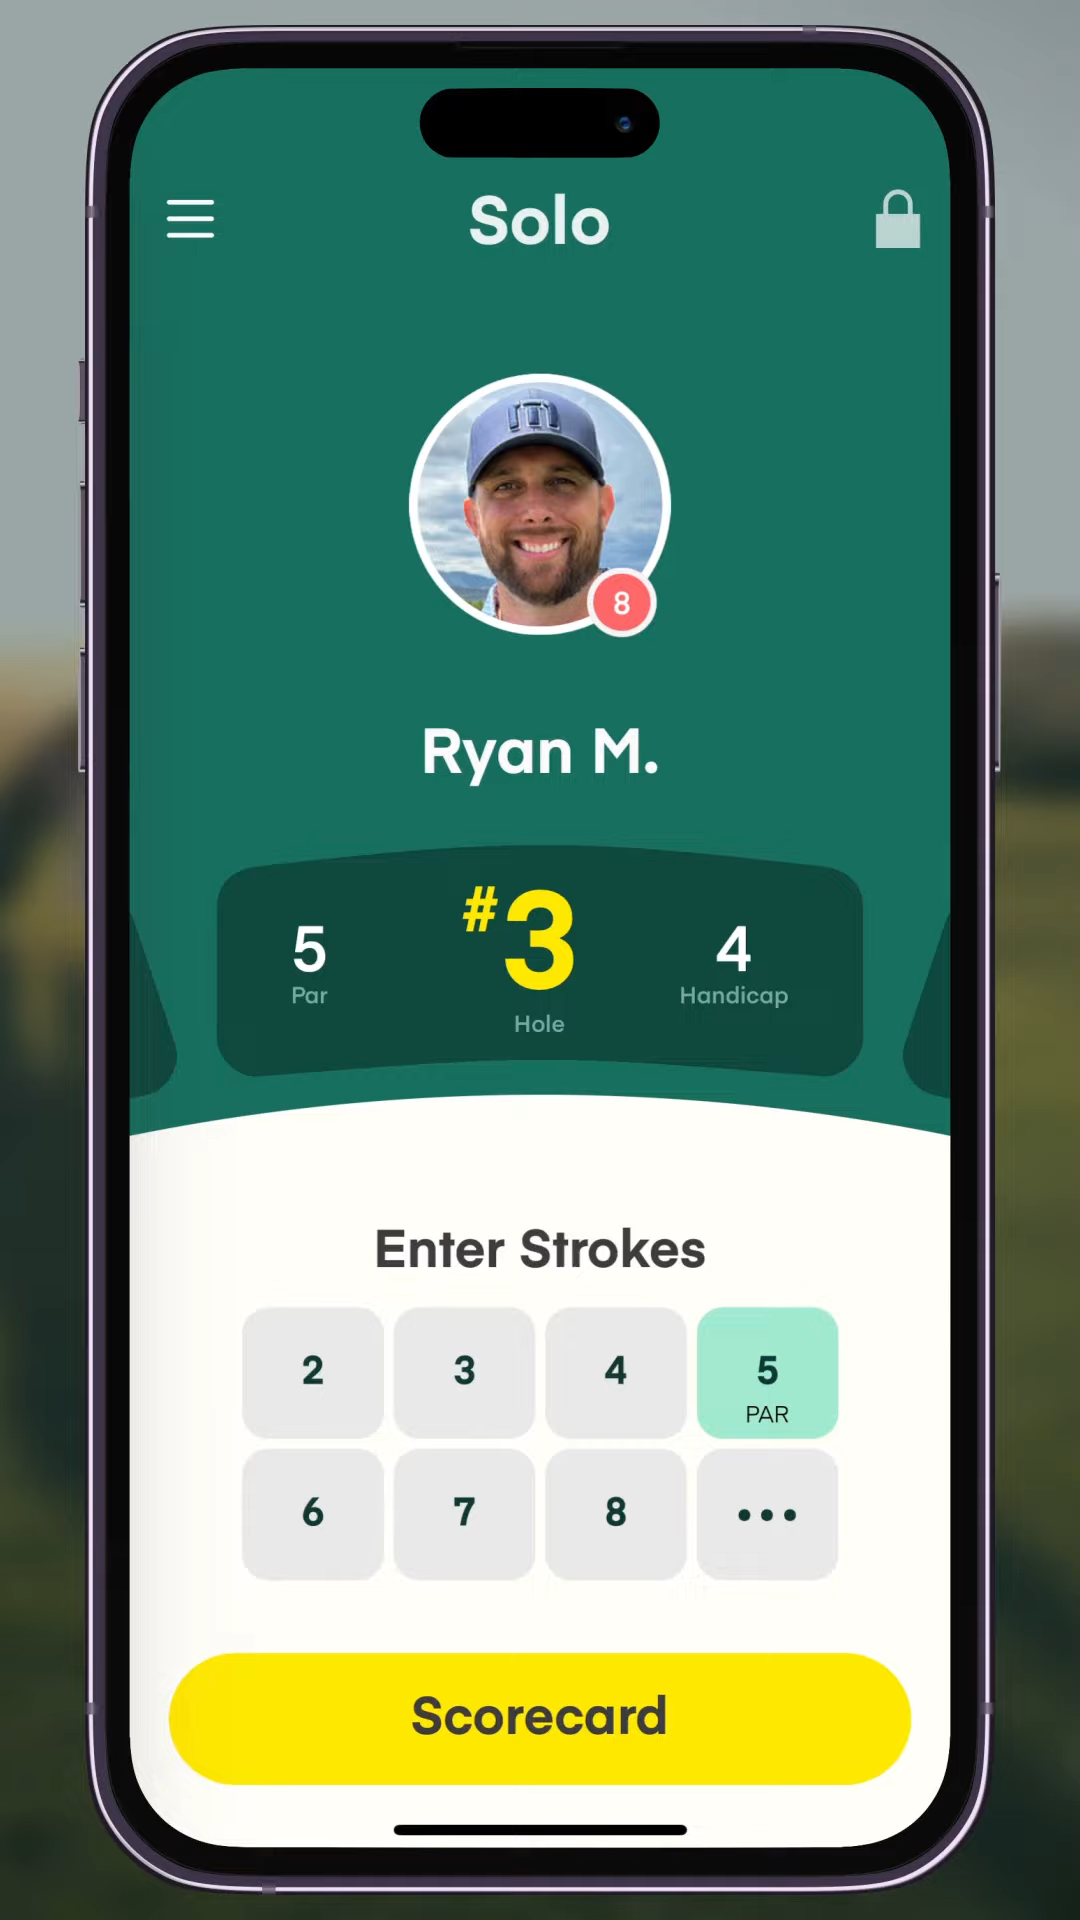 Solo
8
Ryan M.
#3
5
4
Par
Handicap
Hole
Enter Strokes
2 3 4 5
PAR
6 7 8 •••
Scorecard